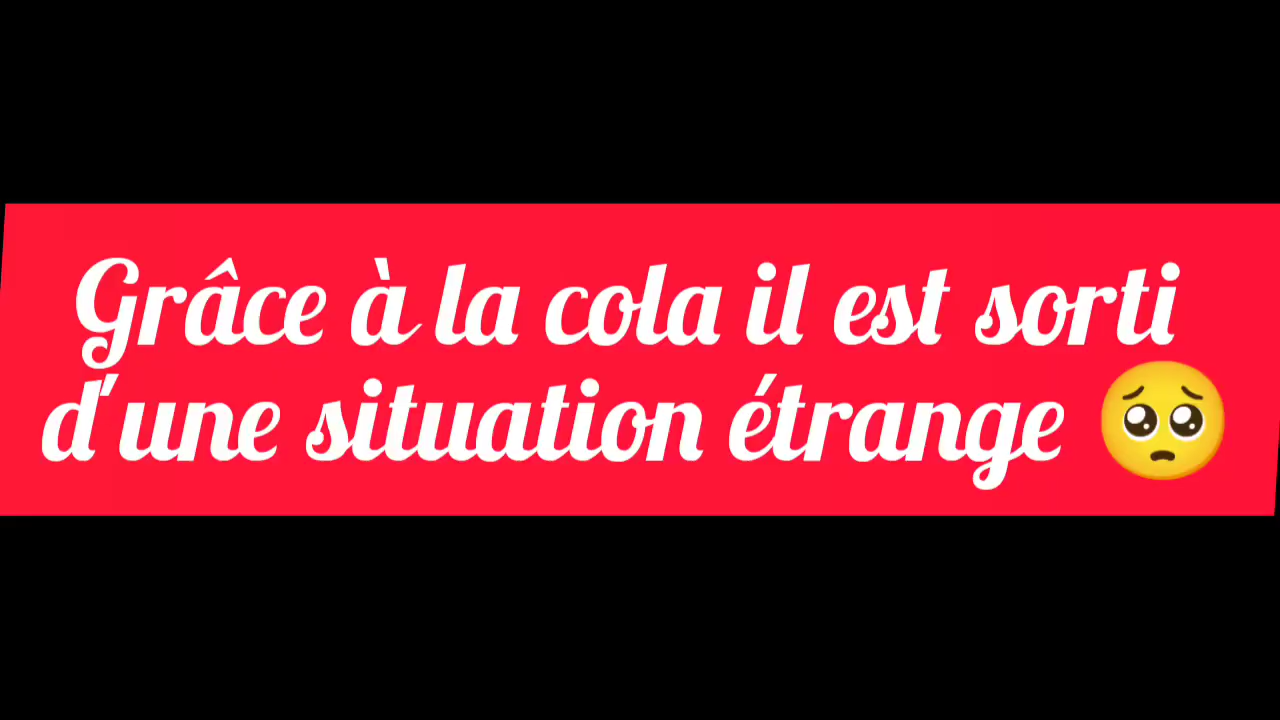 Grâce à la cola il est sorti
d'une situation étrange 🥺